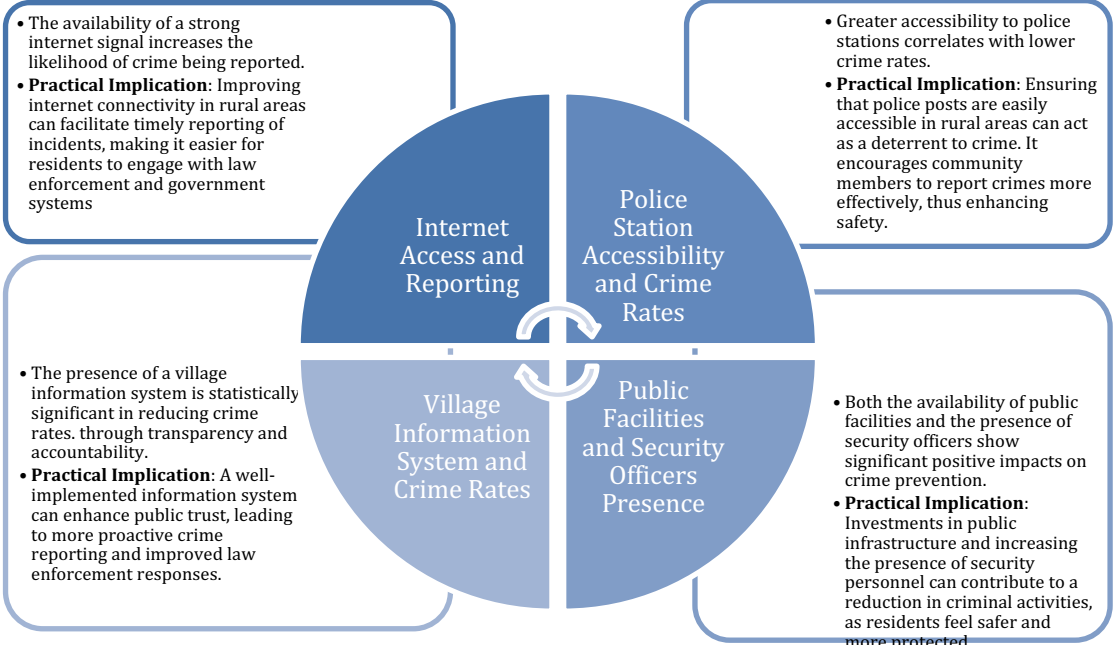 • The availability of a strong
internet signal increases the
likelihood of crime being reported.
• Practical Implication: Improving
internet connectivity in rural areas
can facilitate timely reporting of
incidents, making it easier for
residents to engage with law
enforcement and government
systems
• Greater accessibility to police
stations correlates with lower
crime rates.
• Practical Implication: Ensuring
that police posts are easily
accessible in rural areas can act
as a deterrent to crime. It
encourages community
members to report crimes more
effectively, thus enhancing
safety.
Internet
Access and
Reporting
Police
Station
Accessibility
and Crime
Rates
• The presence of a village
information system is statistically
significant in reducing crime
rates. through transparency and
accountability.
• Practical Implication: A well-
implemented information system
can enhance public trust, leading
to more proactive crime
reporting and improved law
enforcement responses.
Village
Information
System and
Crime Rates
Public
Facilities
and Security
Officers
Presence
• Both the availability of public
facilities and the presence of
security officers show
significant positive impacts on
crime prevention.
• Practical Implication:
Investments in public
infrastructure and increasing
the presence of security
personnel can contribute to a
reduction in criminal activities,
as residents feel safer and
more protected